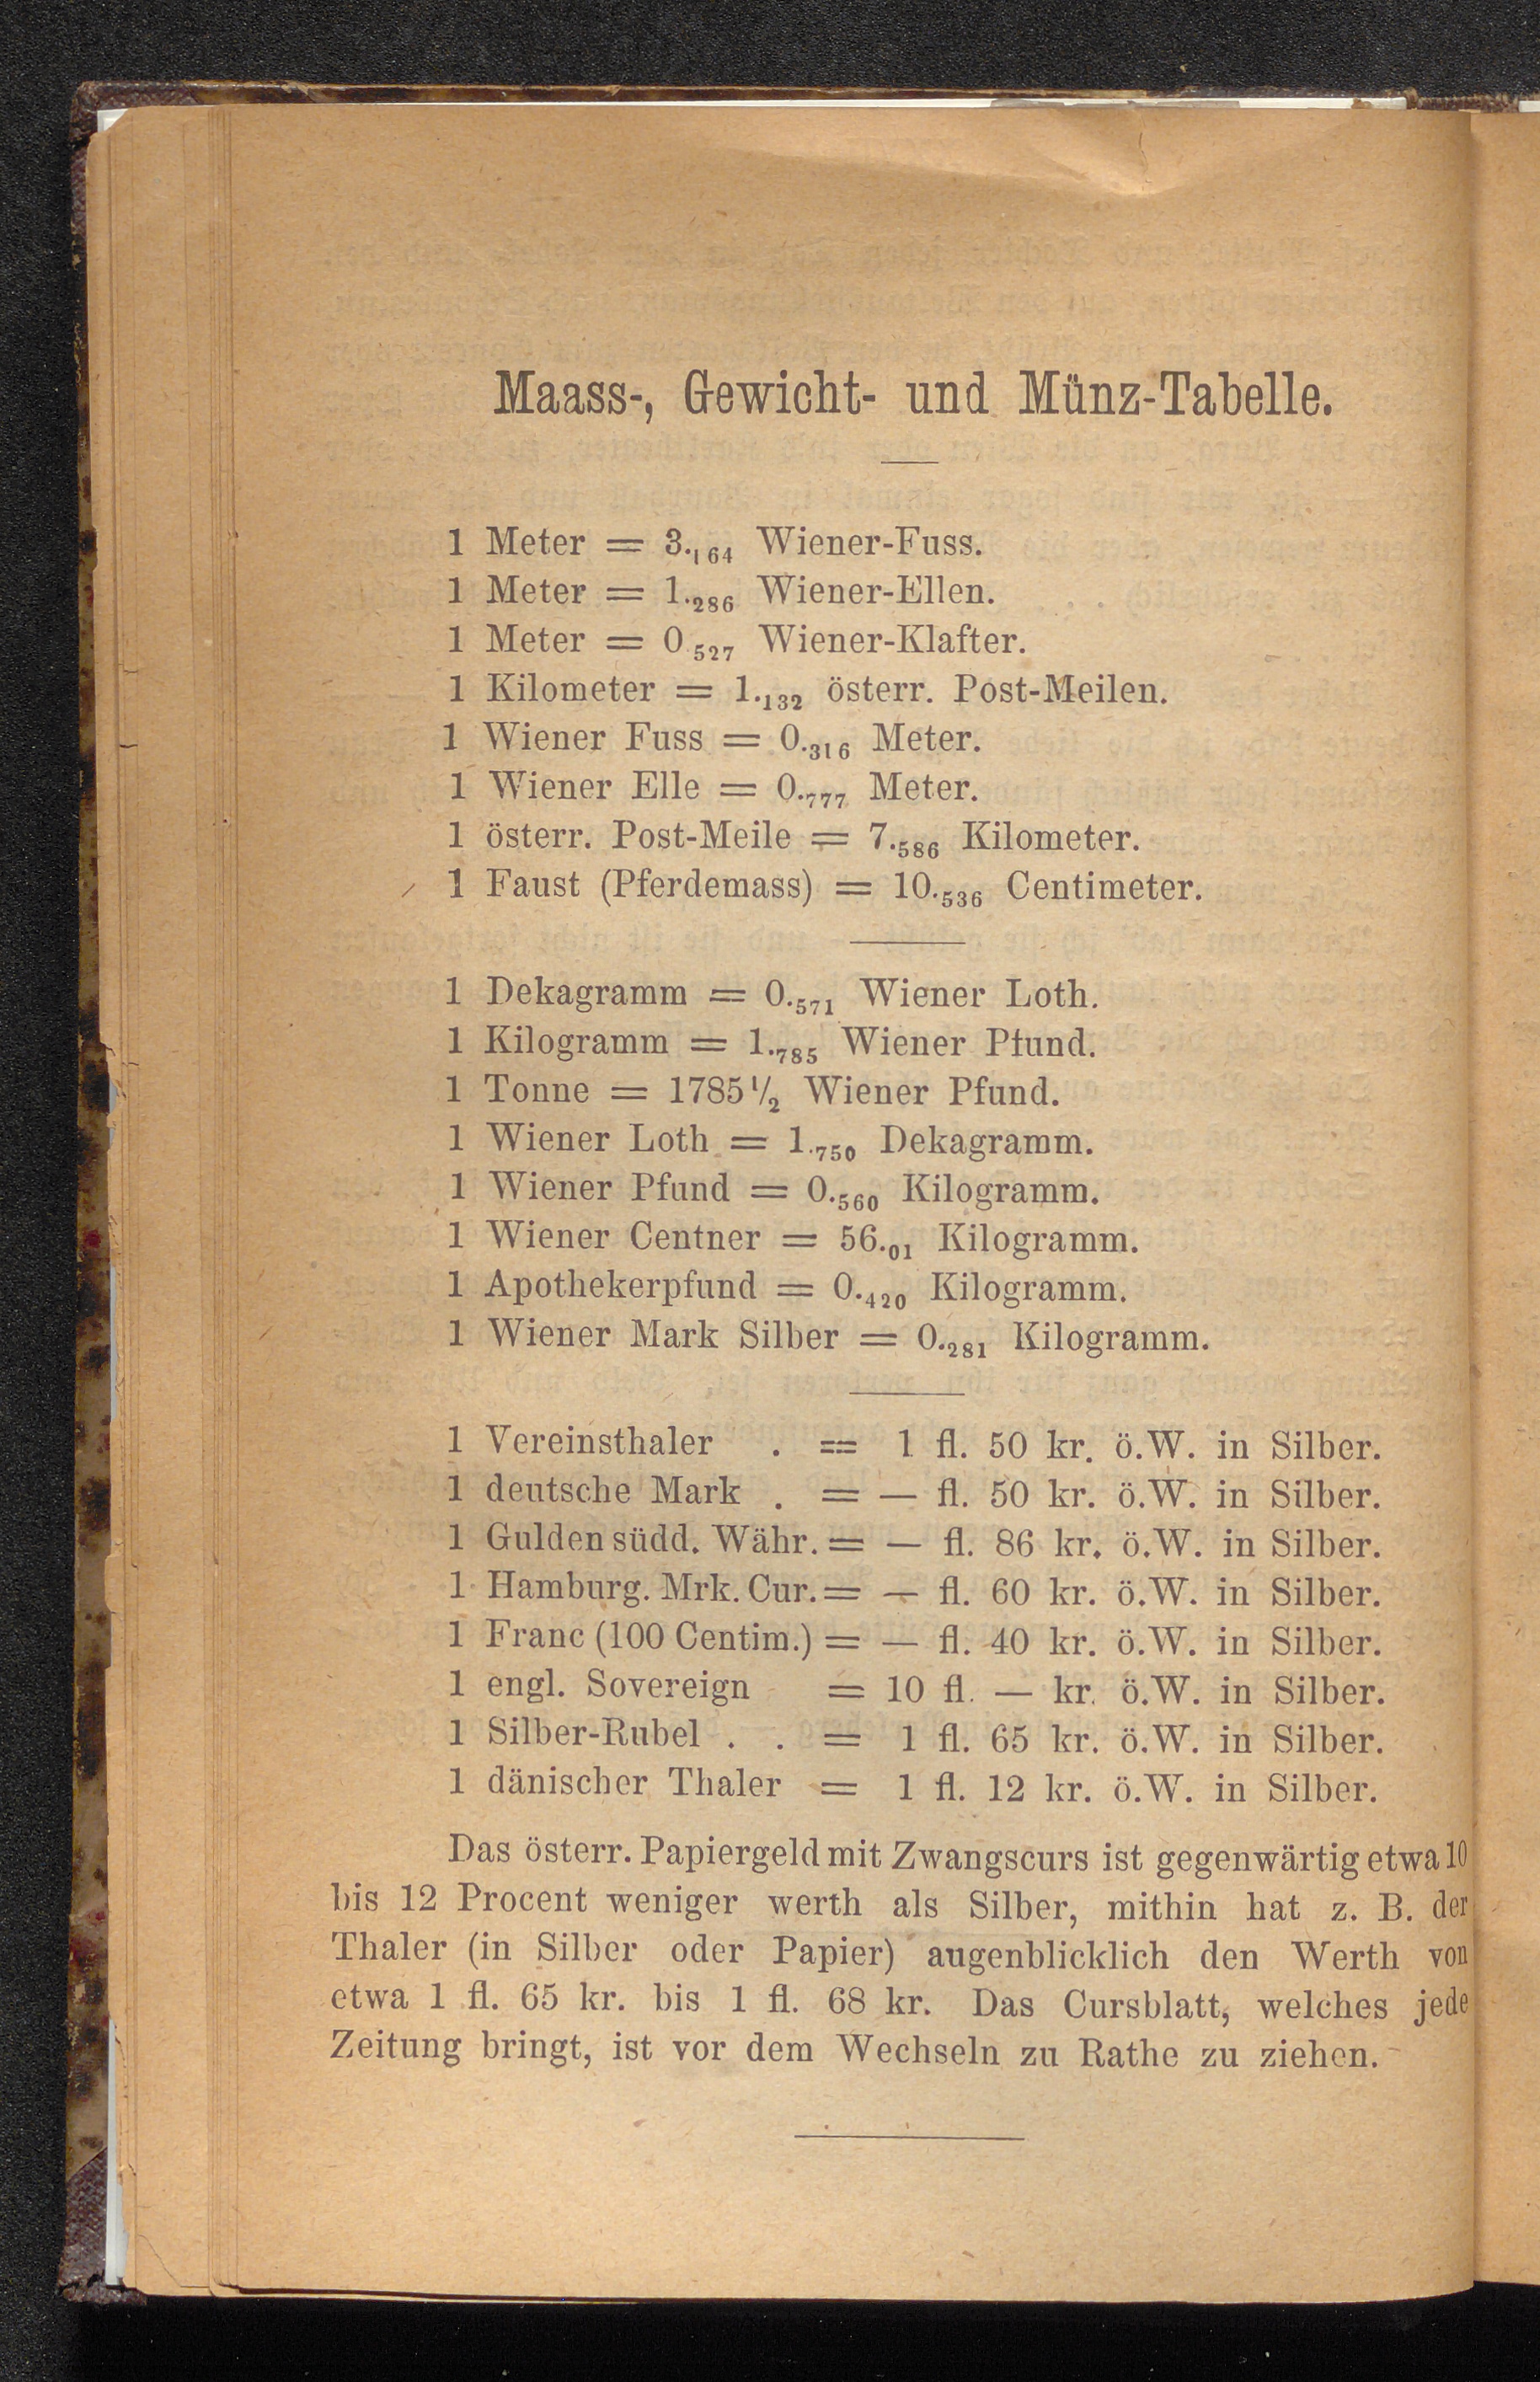 Maass-, Gewicht- und Münz-Tabelle.
1 Meter = 3.164 Wiener-Fuss.
1 Meter = 1.286 Wiener-Ellen.
1 Meter = 0.527 Wiener-Klafter.
1 Kilometer = 1.132 österr. Post-Meilen.
1 Wiener Fuss = 0.316 Meter.
1 Wiener Elle = 0.777 Meter.
1 österr. Post-Meile = 7.586 Kilometer.
1 Faust (Pferdemass) = 10.536 Centimeter.
1 Dekagramm = 0.571 Wiener Loth.
1 Kilogramm = 1.785 Wiener Pfund.
1 Tonne = 1785 1/2 Wiener Pfund.
1 Wiener Loth = 1.750 Dekagramm.
1 Wiener Pfund = 0.560 Kilogramm.
1 Wiener Centner = 56.01 Kilogramm.
1 Apothekerpfund = 0.420 Kilogramm.
1 Wiener Mark Silber = 0.281 Kilogramm.
1 Vereinsthaler . = 1 fl. 50 kr. ö.W. in Silber.
1 deutsche Mark . = — fl. 50 kr. ö.W. in Silber.
1 Gulden südd. Währ. = — fl. 86 kr. ö.W. in Silber.
1 Hamburg. Mrk. Cur. = — fl. 60 kr. ö.W. in Silber.
1 Franc (100 Centim.) = — fl. 40 kr. ö.W. in Silber.
1 engl. Sovereign = 10 fl. — kr. ö.W. in Silber.
1 Silber-Rubel . . = 1 fl. 65 kr. ö.W. in Silber.
1 dänischer Thaler = 1 fl. 12 kr. ö.W. in Silber.
Das österr. Papiergeld mit Zwangscurs ist gegenwärtig etwa 10
bis 12 Procent weniger werth als Silber, mithin hat z. B. der
Thaler (in Silber oder Papier) augenblicklich den Werth von
etwa 1 fl. 65 kr. bis 1 fl. 68 kr. Das Cursblatt, welches jede
Zeitung bringt, ist vor dem Wechseln zu Rathe zu ziehen.